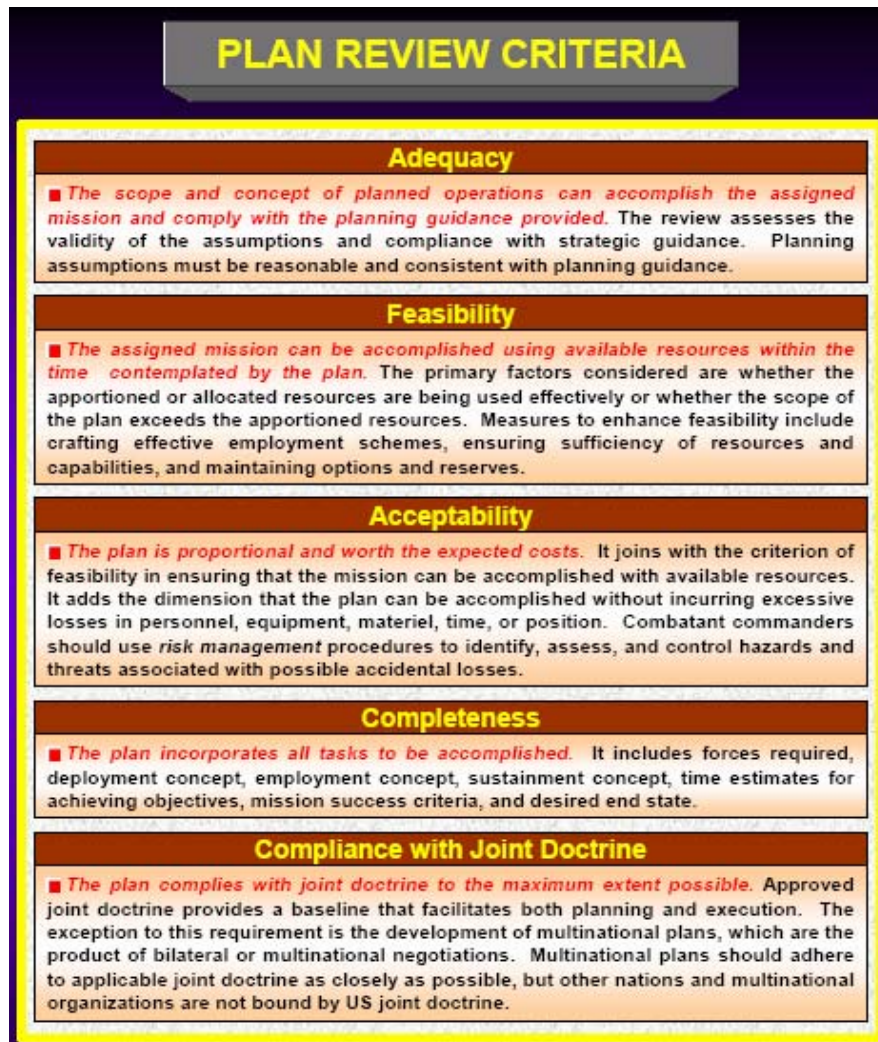 PLAN REVIEW CRITERIA
Adequacy
The scope and concept of planned operations can accomplish the assigned
mission and comply with the planning guidance provided. The review assesses the
validity of the assumptions and compliance with strategic guidance. Planning
assumptions must be reasonable and consistent with planning guidance.
Feasibility
The assigned mission can be accomplished using available resources within the
time contemplated by the plan. The primary factors considered are whether the
apportioned or allocated resources are being used effectively or whether the scope of
the plan exceeds the apportioned resources. Measures to enhance feasibility include
crafting effective employment schemes, ensuring sufficiency of resources and
capabilities, and maintaining options and reserves.
Acceptability
The plan is proportional and worth the expected costs. It joins with the criterion of
feasibility in ensuring that the mission can be accomplished with available resources.
It adds the dimension that the plan can be accomplished without incurring excessive
losses in personnel, equipment, materiel, time, or position. Combatant commanders
should use risk management procedures to identify, assess, and control hazards and
threats associated with possible accidental losses.
Completeness
The plan incorporates all tasks to be accomplished. It includes forces required,
deployment concept, employment concept, sustainment concept, time estimates for
achieving objectives, mission success criteria, and desired end state.
Compliance with Joint Doctrine
The plan complies with joint doctrine to the maximum extent possible. Approved
joint doctrine provides a baseline that facilitates both planning and execution. The
exception to this requirement is the development of multinational plans, which are the
product of bilateral or multinational negotiations. Multinational plans should adhere
to applicable joint doctrine as closely as possible, but other nations and multinational
organizations are not bound by US joint doctrine.